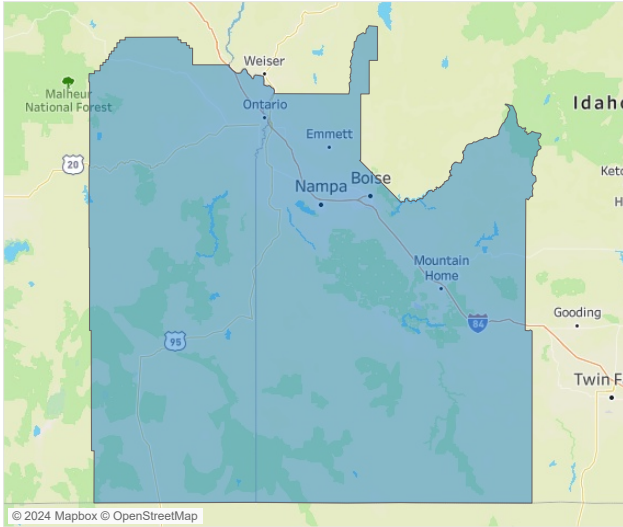 Weiser
Idaho
Malheur
National Forest
Ontario
Emmett
20
Ketc
Nampa
Boise
H
Mountain
Home
Gooding
84
95
Twin F
© 2024 Mapbox © OpenStreetMap